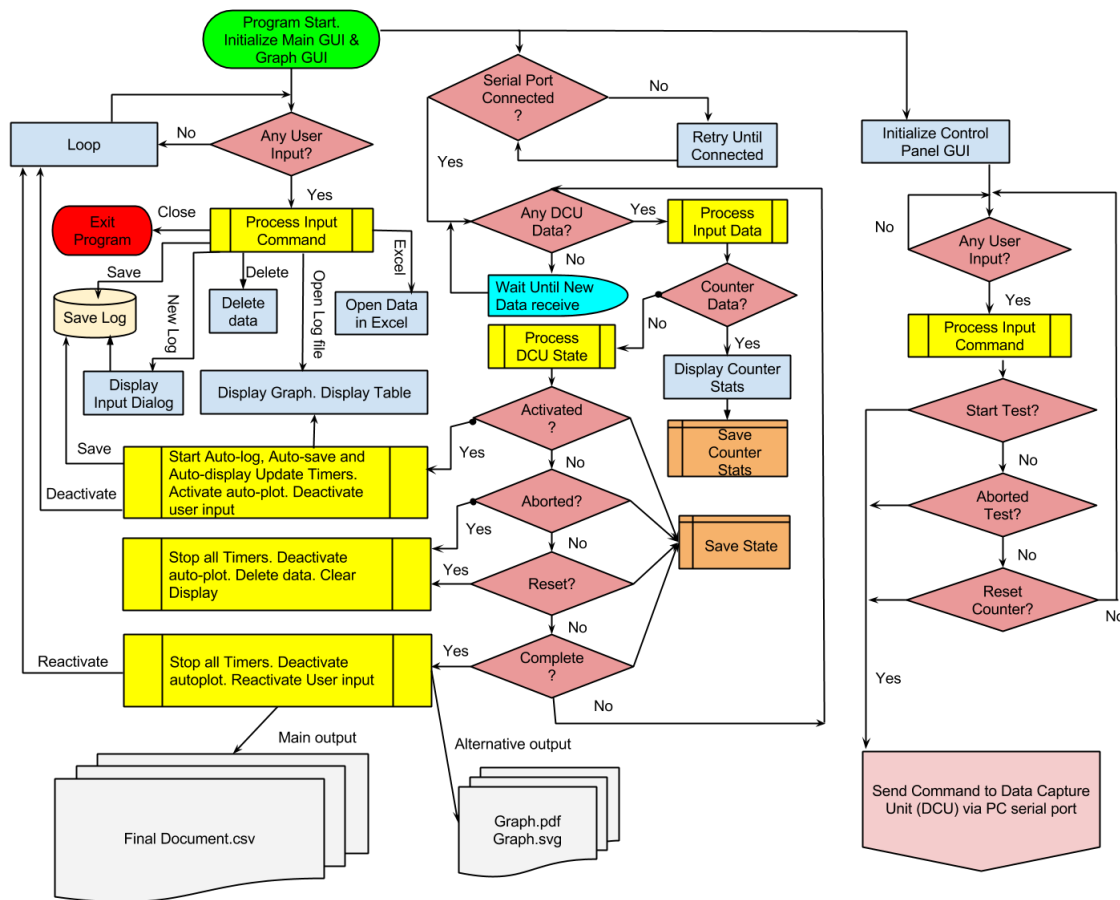 Program Start.
Initialize Main GUI &
Graph GUI
Serial Port
Connected
?
No
Retry Until
Connected
Yes
Initialize Control
Panel GUI
Loop
No
Any User
Input?
Yes
Close
Exit
Program
Process Input
Command
Save
Save Log
New Log
Delete
Delete
data
Open Log file
Excel
Open Data
in Excel
Display
Input Dialog
Display Graph. Display Table
Any DCU
Data?
Yes
Process
Input Data
No
Wait Until New
Data receive
Counter
Data?
No
Yes
Process
DCU State
Display Counter
Stats
Save
Counter
Stats
Activated
?
Yes
No
Save
Deactivate
Start Auto-log, Auto-save and
Auto-display Update Timers.
Activate auto-plot. Deactivate
user input
Aborted?
Yes
No
Save State
Stop all Timers. Deactivate
auto-plot. Delete data. Clear
Display
Reset?
Yes
No
Reactivate
Stop all Timers. Deactivate
autoplot. Reactivate User input
Complete
?
Yes
No
Main output
Final Document.csv
Alternative output
Graph.pdf
Graph.svg
No
Any User
Input?
Yes
Process Input
Command
Start Test?
No
Aborted
Test?
No
Reset
Counter?
No
Yes
Send Command to Data Capture
Unit (DCU) via PC serial port